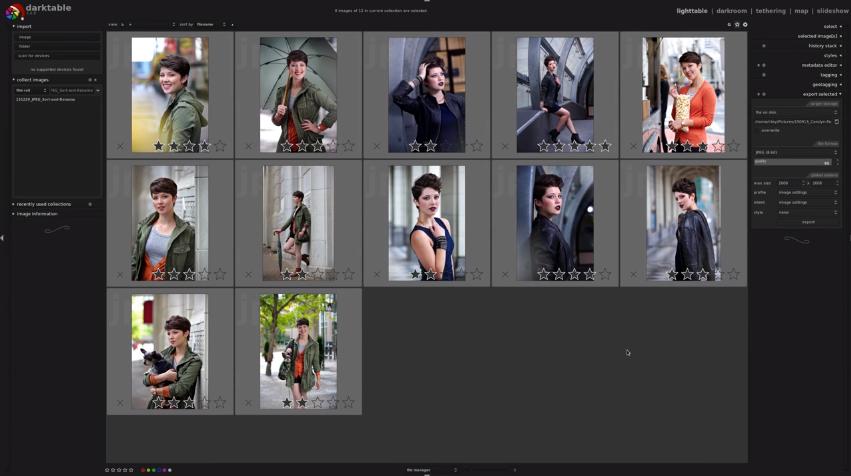 darktable
0 images of 12 in current collection are selected.
lighttable | darkroom | tethering | map | slideshow
import
image
folder
scan for devices
no supported devices found
collect images
film roll
151229_JPEG_Sort-and-Rename
recently used collections
image information
view
sort by filename
select
selected image(s)
history stack
styles
metadata editor
tagging
geotagging
export selected
target storage
file on disk
overwrite
file format
JPEG (8-bit)
quality
global options
max size
x
profile image settings
intent image settings
style none
export
file manager